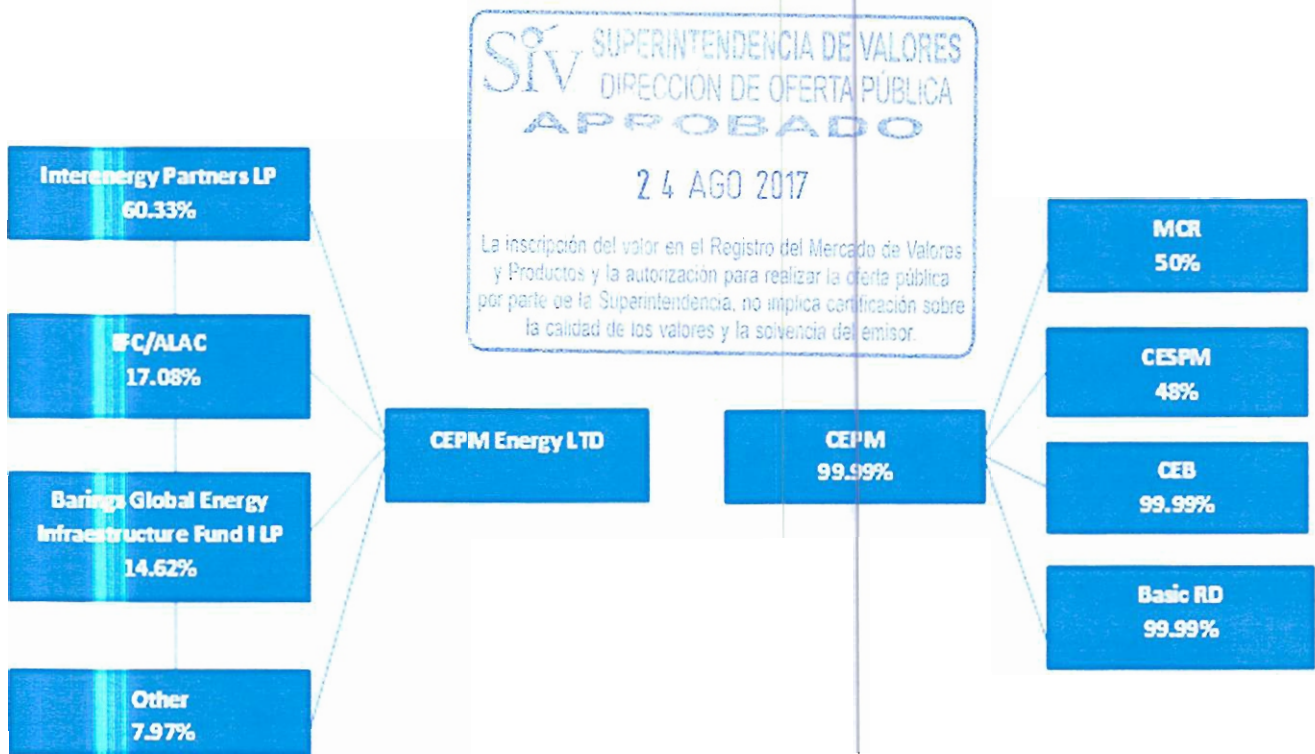 SIV SUPERINTENDENCIA DE VALORES
DIRECCIÓN DE OFERTA PÚBLICA
APROBADO
24 AGO 2017
La inscripción del valor en el Registro del Mercado de Valores
y Productos y la autorización para realizar la oferta pública
por parte de la Superintendencia, no implica certificación sobre
la calidad de los valores y la solvencia del emisor.
Interenergy Partners LP
60.33%
IFC/ALAC
17.08%
Barings Global Energy
Infraestructure Fund I LP
14.62%
Other
7.97%
CEPM Energy LTD
CEPM
99.99%
MCR
50%
CESPM
48%
CEB
99.99%
Basic RD
99.99%